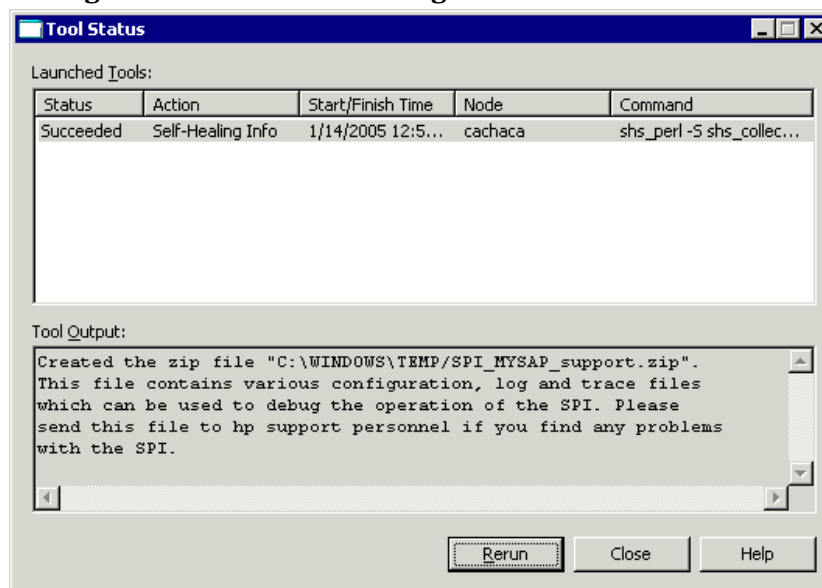 Tool Status
Launched Tools:
Status Action Start/Finish Time Node Command
Succeeded Self-Healing Info 1/14/2005 12:5... cachaca shs_perl -S shs_collec...
Tool Output:
Created the zip file "C:\WINDOWS\TEMP/SPI_MYSAP_support.zip".
This file contains various configuration, log and trace files
which can be used to debug the operation of the SPI. Please
send this file to hp support personnel if you find any problems
with the SPI.
Rerun Close Help